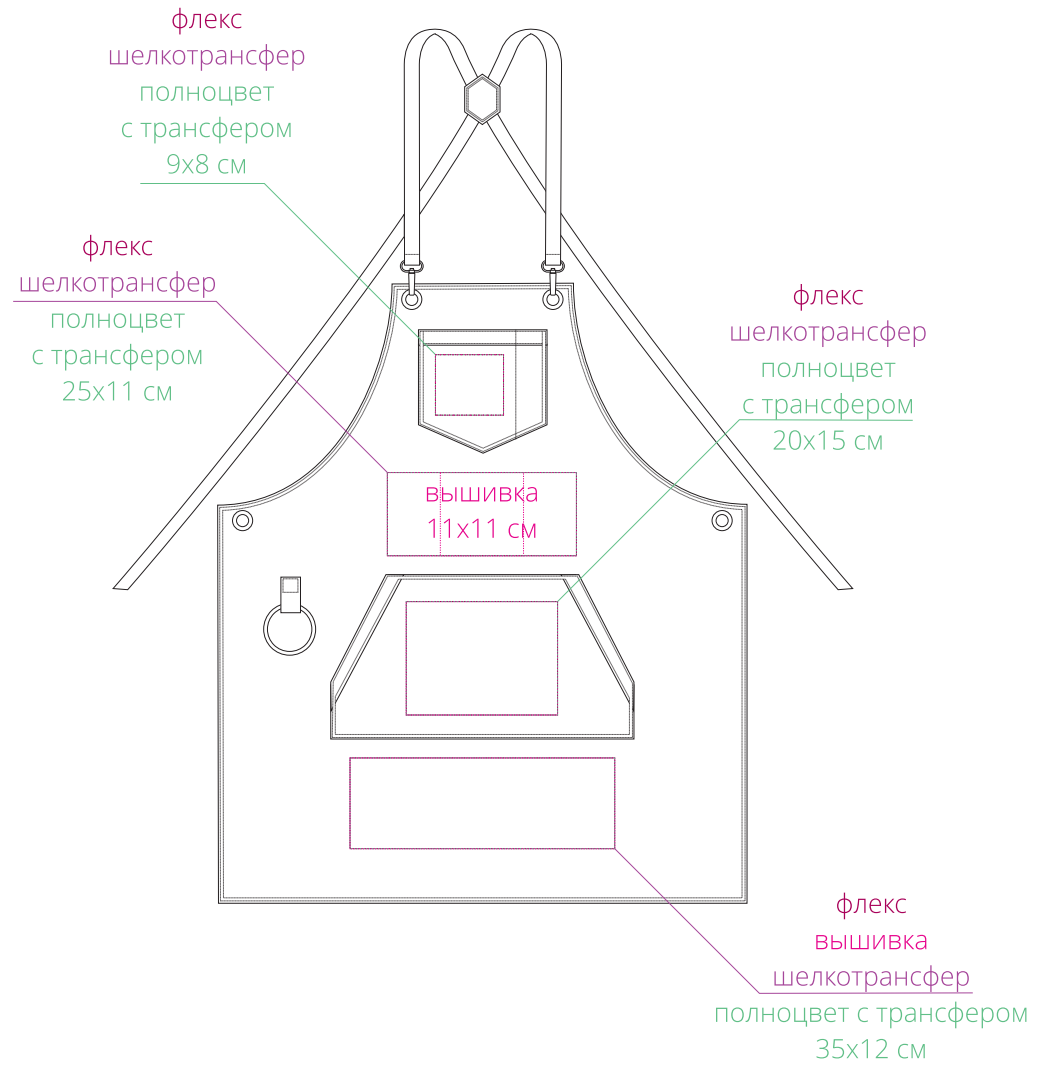 флекс
шелкотрансфер
полноцвет
с трансфером
9х8 см
флекс
шелкотрансфер
полноцвет
с трансфером
25х11 см
флекс
шелкотрансфер
полноцвет
с трансфером
20х15 см
вышивка
11х11 см
флекс
вышивка
шелкотрансфер
полноцвет с трансфером
35х12 см